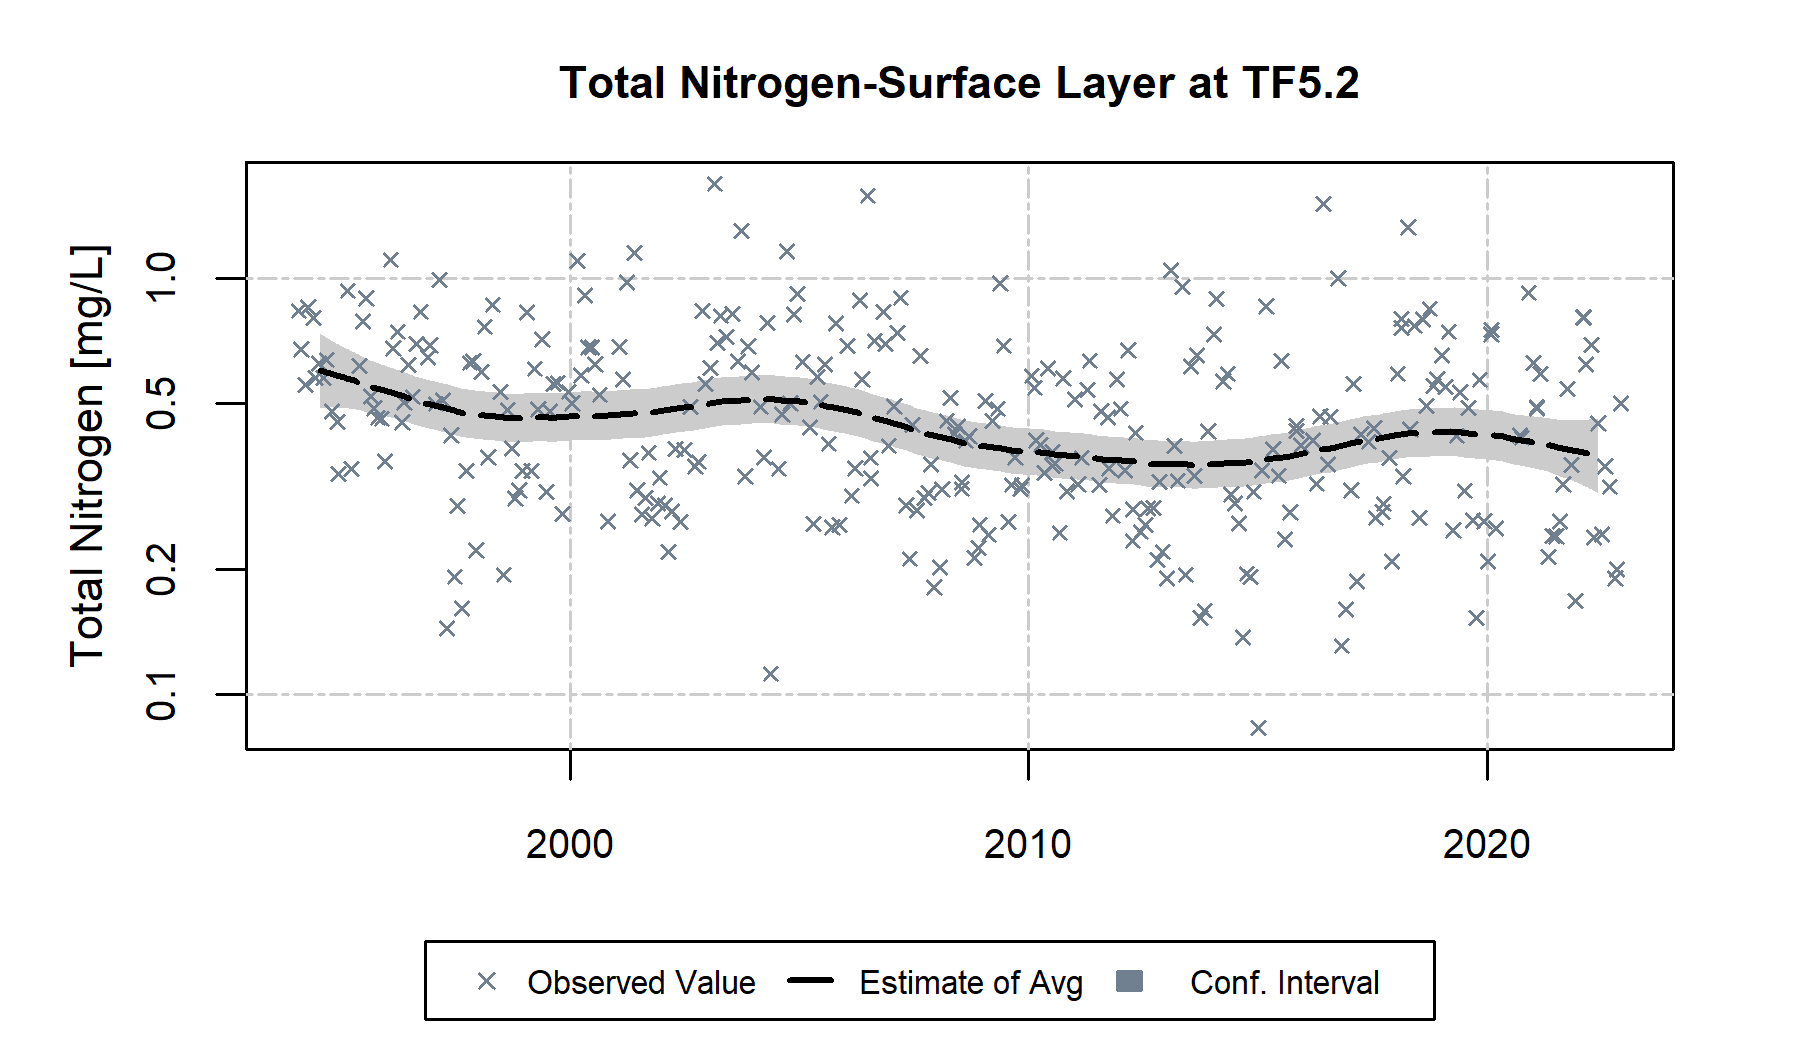 Total Nitrogen-Surface Layer at TF5.2
Total Nitrogen [mg/L]
1.0
0.5
0.2
0.1
2000 2010 2020
Observed Value Estimate of Avg Conf. Interval